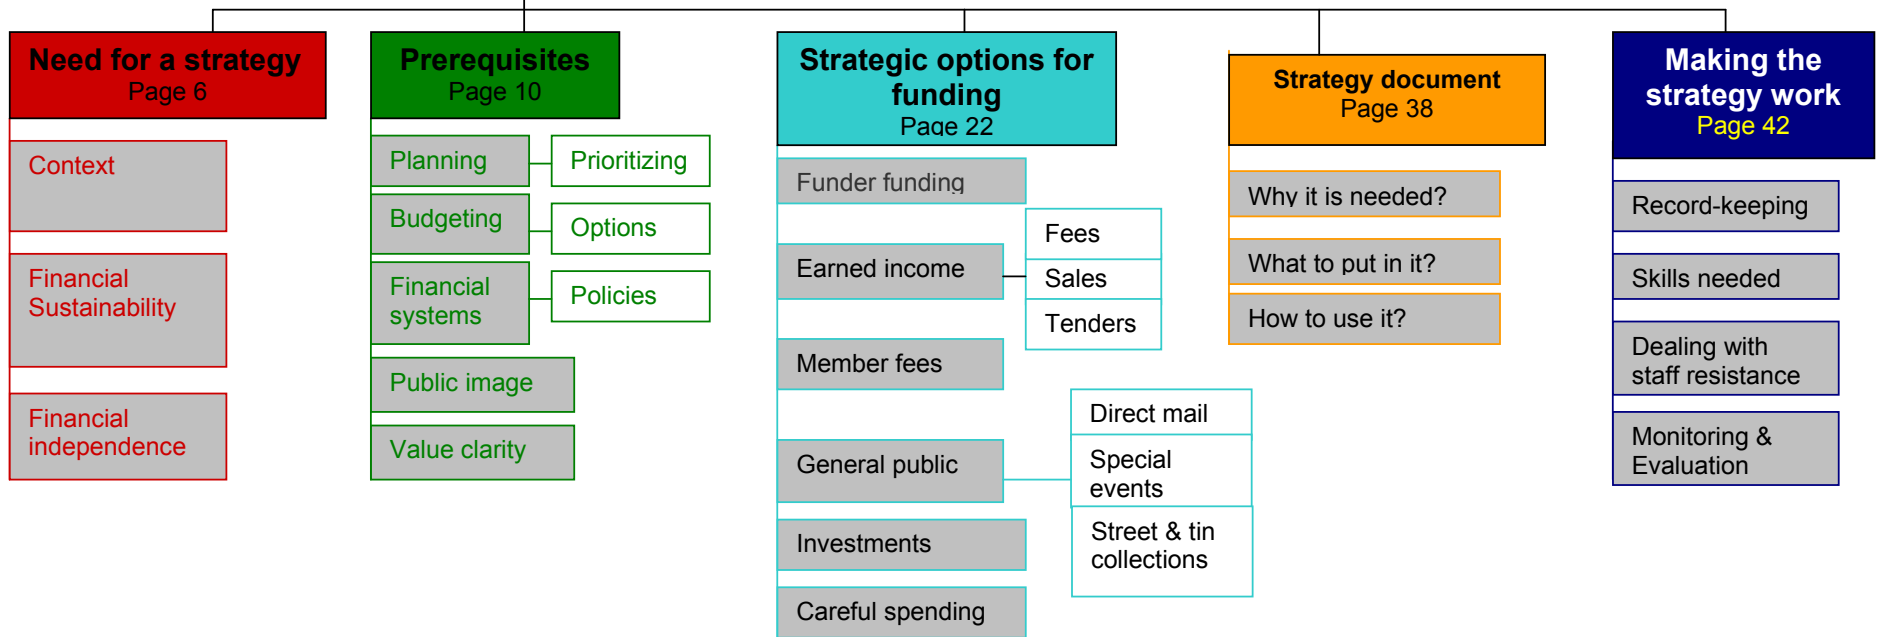 Need for a strategy
Page 6
Context
Financial
Sustainability
Financial
independence
Prerequisites
Page 10
Planning
Prioritizing
Budgeting
Options
Financial
systems
Policies
Public image
Value clarity
Strategic options for
funding
Page 22
Funder funding
Earned income
Fees
Sales
Tenders
Member fees
General public
Direct mail
Special
events
Street & tin
collections
Investments
Careful spending
Strategy document
Page 38
Why it is needed?
What to put in it?
How to use it?
Making the
strategy work
Page 42
Record-keeping
Skills needed
Dealing with
staff resistance
Monitoring &
Evaluation